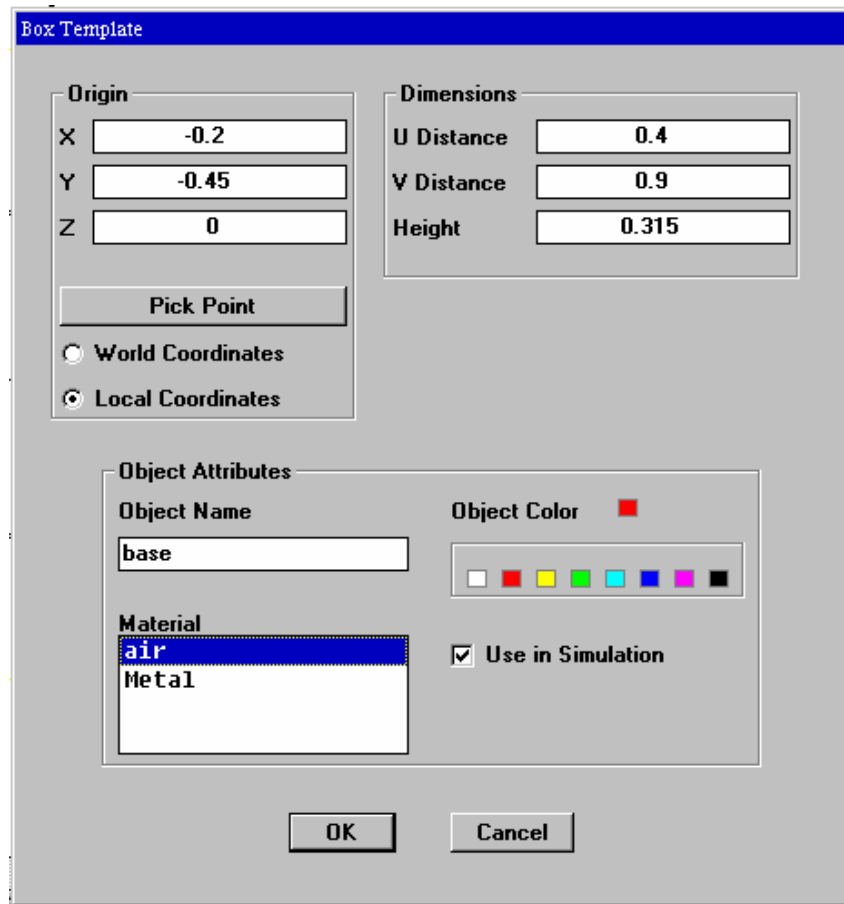 Box Template
Origin
X -0.2
Y -0.45
Z 0
Pick Point
World Coordinates
Local Coordinates
Dimensions
U Distance 0.4
V Distance 0.9
Height 0.315
Object Attributes
Object Name
base
Material
air
Metal
Object Color
Use in Simulation
OK
Cancel